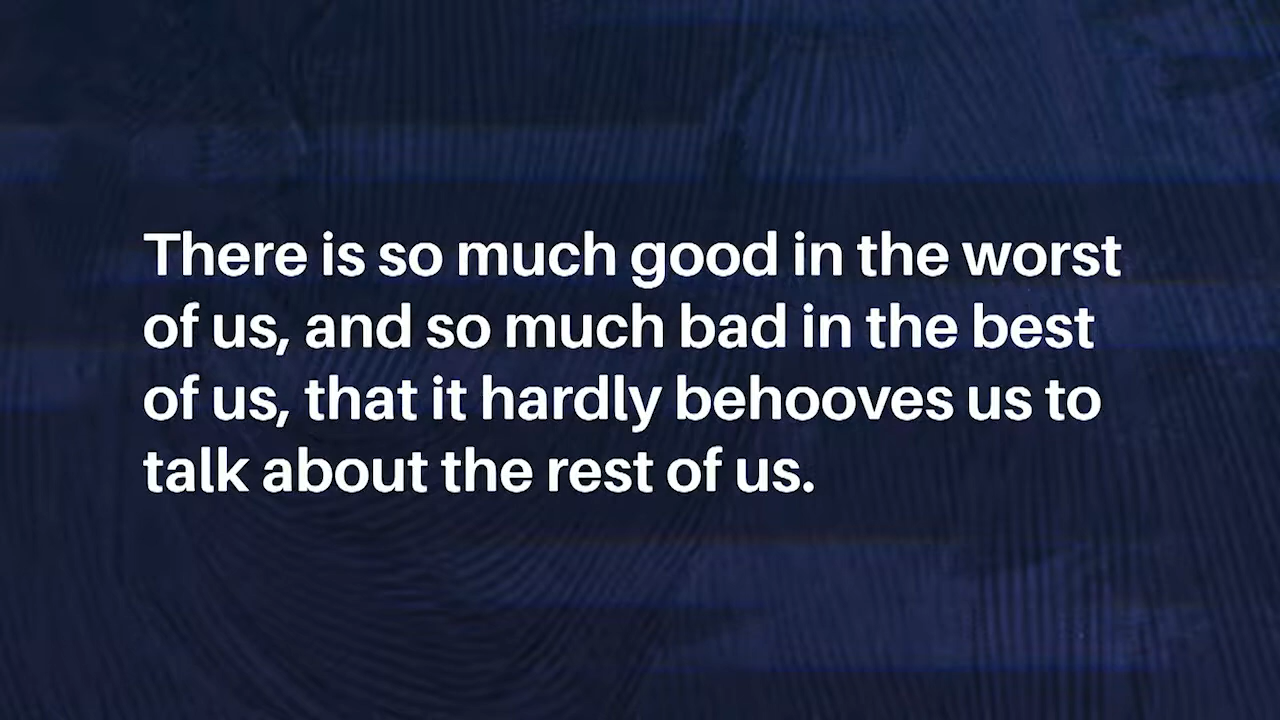 There is so much good in the worst
of us, and so much bad in the best
of us, that it hardly behooves us to
talk about the rest of us.